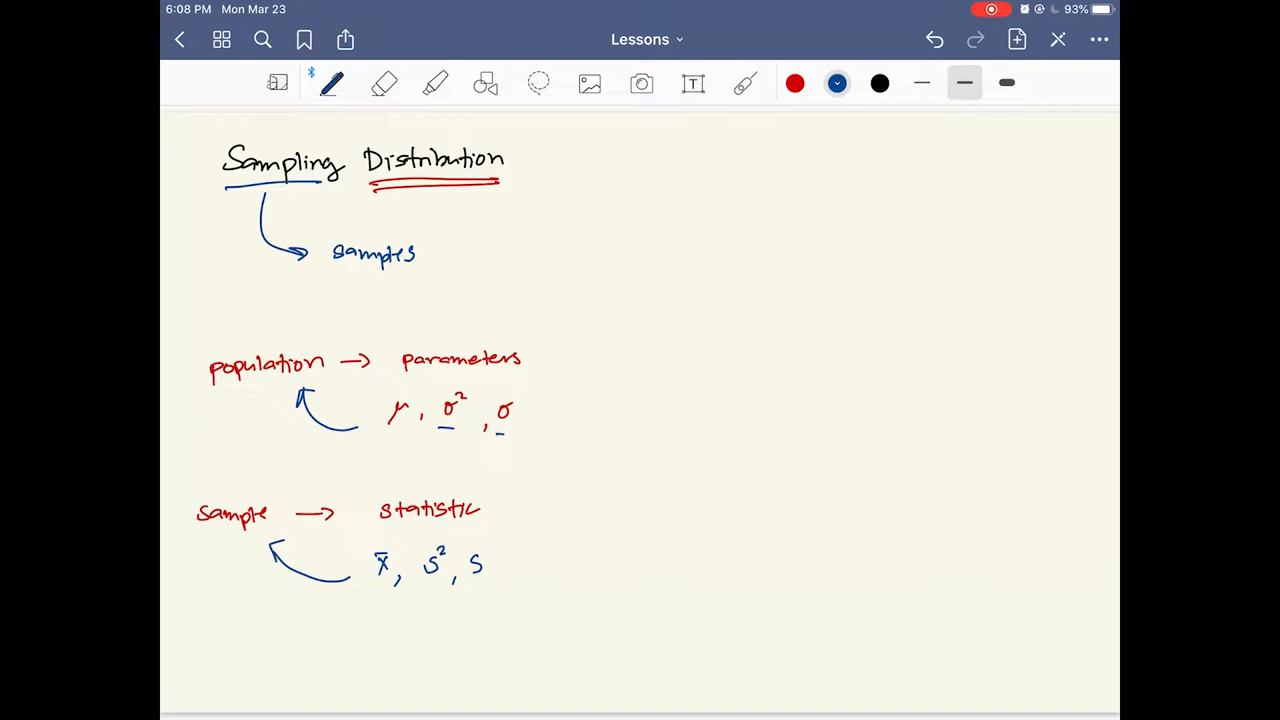 6:08 PM Mon Mar 23
93%
Lessons
T
Sampling Distribution
samples
population → parameters
μ, σ², σ
sample → statistic
x̄, s², s